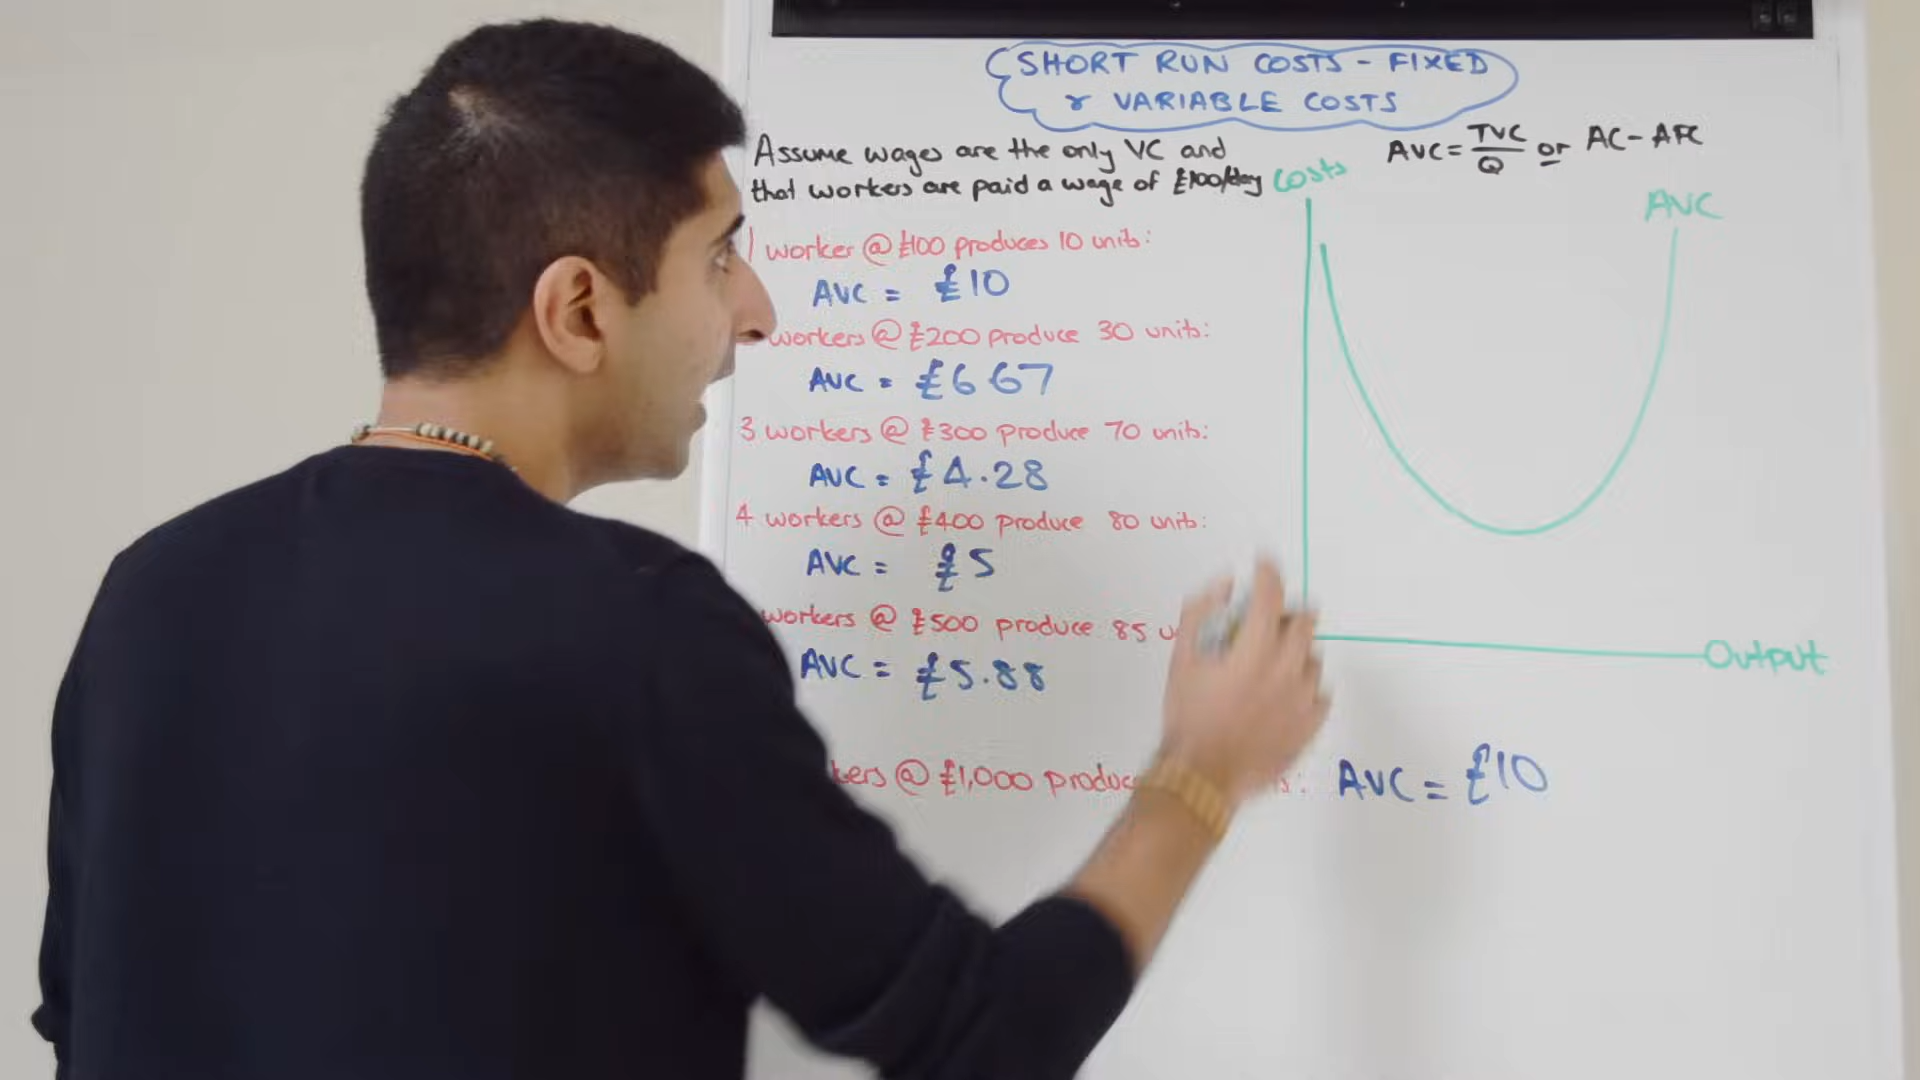 SHORT RUN COSTS - FIXED
& VARIABLE COSTS
Assume wages are the only VC and
that workers are paid a wage of £100/day
AVC = TVC/Q or AC - AFC
1 worker @ £100 produces 10 units:
AVC = £10
workers @ £200 produce 30 units:
AVC = £6 67
3 workers @ £300 produce 70 units:
AVC = £4.28
4 workers @ £400 produce 80 units:
AVC = £5
workers @ £500 produce 85 u
AVC = £5.88
kers @ £1,000 produc
AVC = £10
Costs
AVC
Output